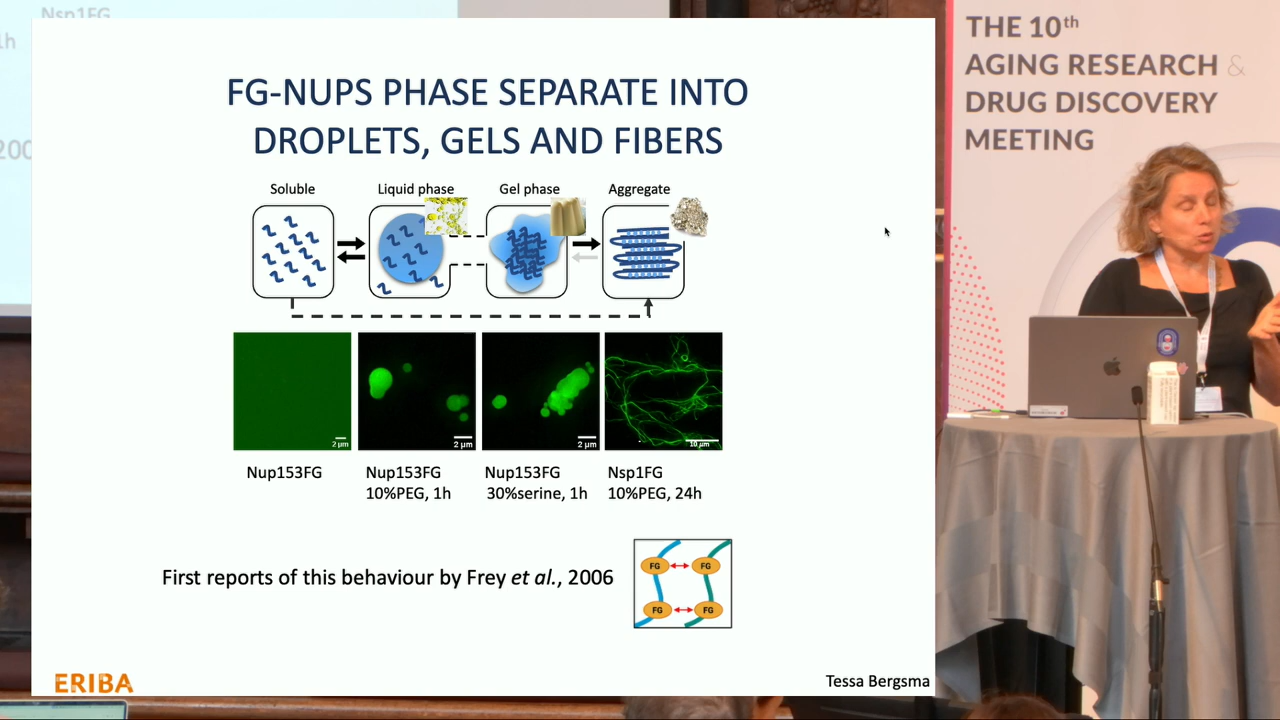 Nsp1FG
1h
200
FG-NUPS PHASE SEPARATE INTO
DROPLETS, GELS AND FIBERS
Soluble
Liquid phase
Gel phase
Aggregate
2 µm
2 µm
2 µm
10 µm
Nup153FG
Nup153FG
10%PEG, 1h
Nup153FG
30%serine, 1h
Nsp1FG
10%PEG, 24h
First reports of this behaviour by Frey et al., 2006
FG
FG
FG
FG
ERIBA
Tessa Bergsma
THE 10th
AGING RESEARCH &
DRUG DISCOVERY
MEETING